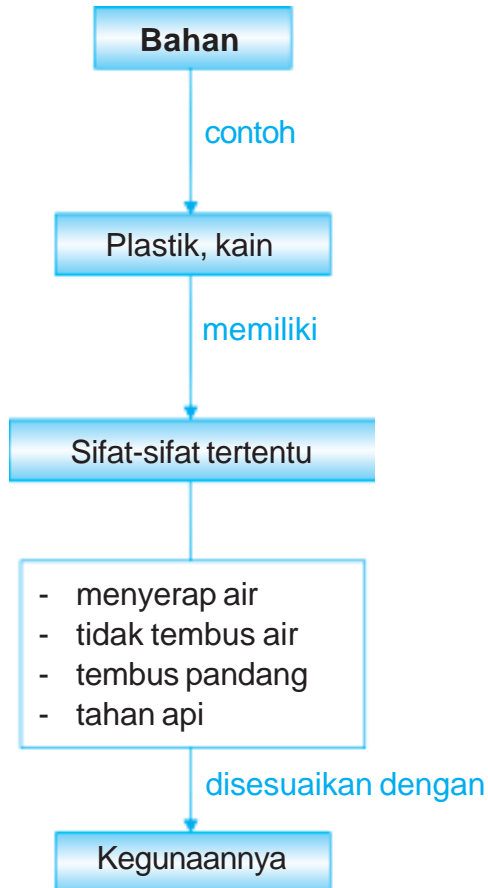 Bahan
contoh
Plastik, kain
memiliki
Sifat-sifat tertentu
- menyerap air
- tidak tembus air
- tembus pandang
- tahan api
disesuaikan dengan
Kegunaannya